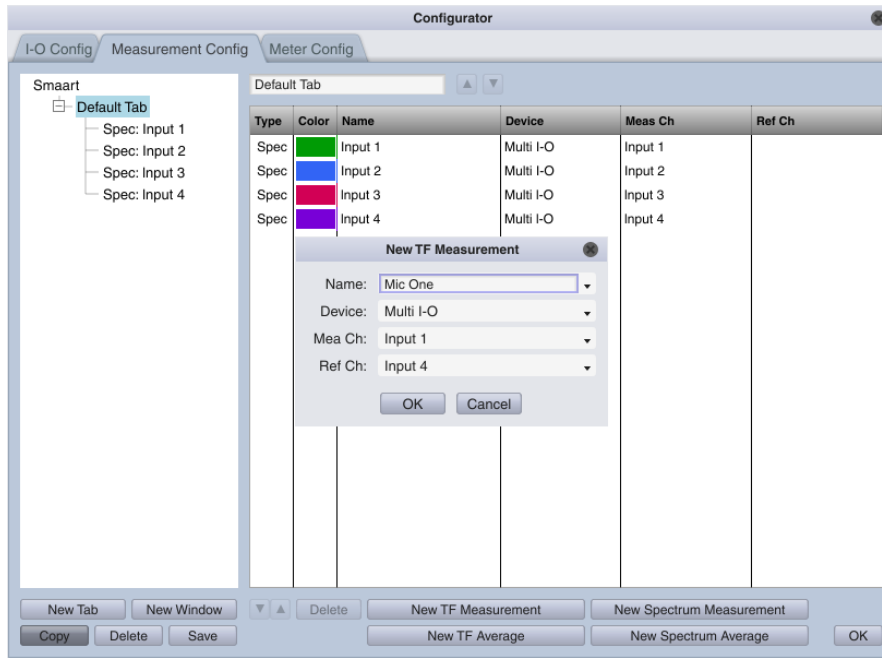 Configurator
I-O Config Measurement Config Meter Config
Smaart
Default Tab
Spec: Input 1
Spec: Input 2
Spec: Input 3
Spec: Input 4
Default Tab
Type Color Name Device Meas Ch Ref Ch
Spec Input 1 Multi I-O Input 1
Spec Input 2 Multi I-O Input 2
Spec Input 3 Multi I-O Input 3
Spec Input 4 Multi I-O Input 4
New TF Measurement
Name: Mic One
Device: Multi I-O
Mea Ch: Input 1
Ref Ch: Input 4
OK Cancel
New Tab New Window Delete New TF Measurement New Spectrum Measurement
Copy Delete Save New TF Average New Spectrum Average OK